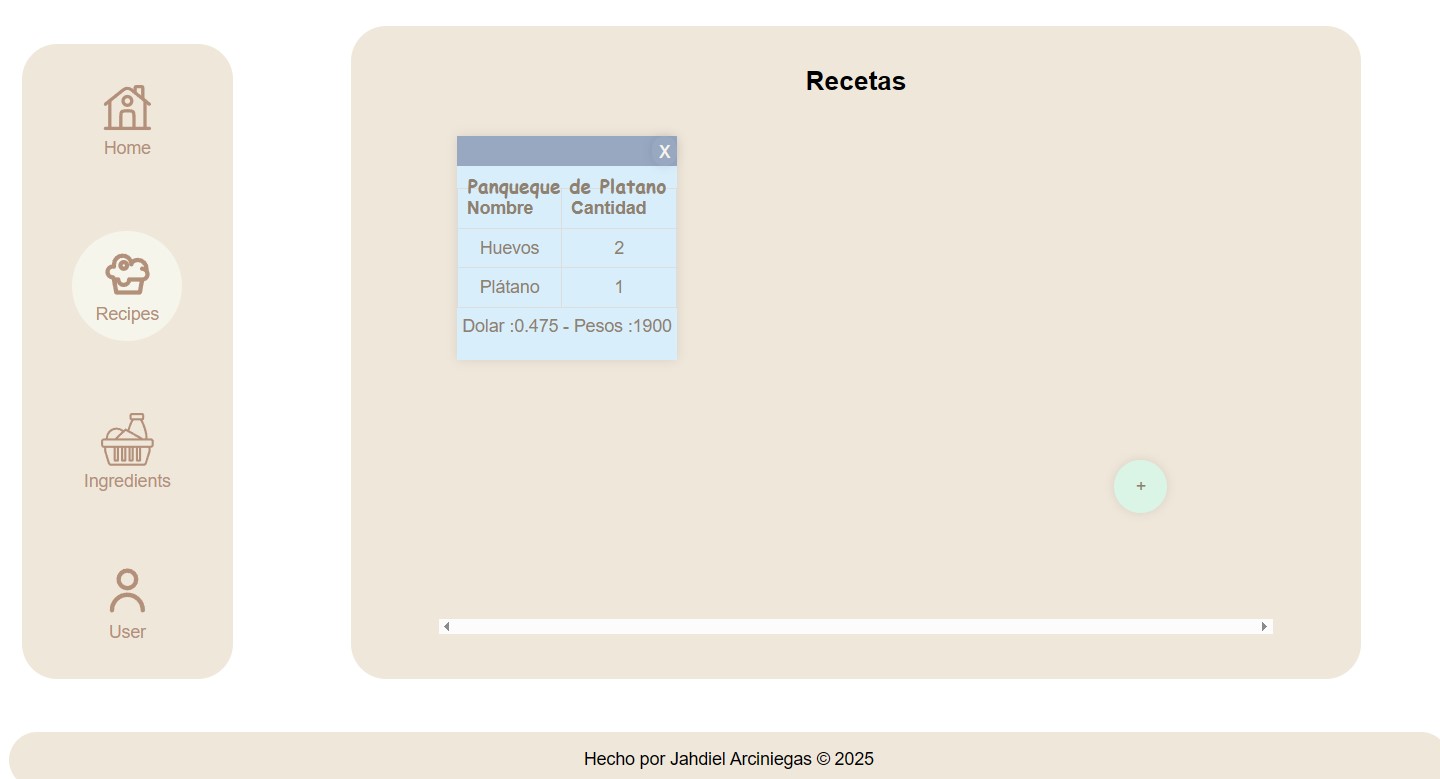 Home
Recipes
Ingredients
User
Recetas
X
Panqueque de Platano
Nombre Cantidad
Huevos 2
Plátano 1
Dolar :0.475 - Pesos :1900
+
Hecho por Jahdiel Arciniegas © 2025